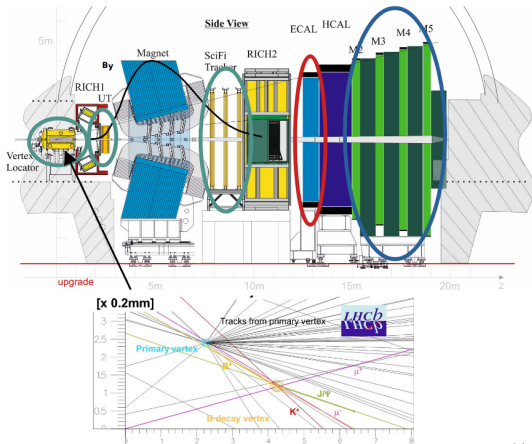 Side View
ECAL
HCAL
M2
M3
M4
M5
By
Magnet
SciFi
Tracker
RICH2
RICH1
UT
5m
Vertex
Locator
upgrade
5m
10m
15m
20m
z
[x 0.2mm]
3
2.5
2
1.5
1
0.5
0
Tracks from primary vertex
LHCb
Primary vertex
B⁺
μ⁺
J/Ψ
B decay vertex
K⁺
μ⁻
0
1
2
3
4
5
6
7
8